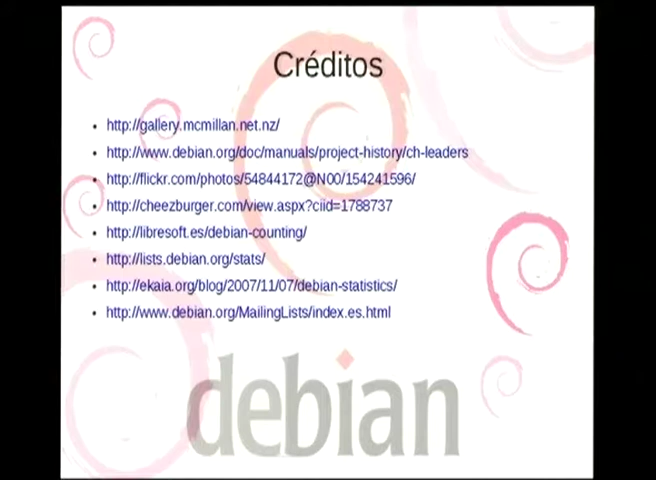 Créditos
http://gallery.mcmillan.net.nz/
http://www.debian.org/doc/manuals/project-history/ch-leaders
http://flickr.com/photos/54844172@N00/154241596/
http://cheezburger.com/view.aspx?ciid=1788737
http://libresoft.es/debian-counting/
http://lists.debian.org/stats/
http://ekaia.org/blog/2007/11/07/debian-statistics/
http://www.debian.org/MailingLists/index.es.html
debian